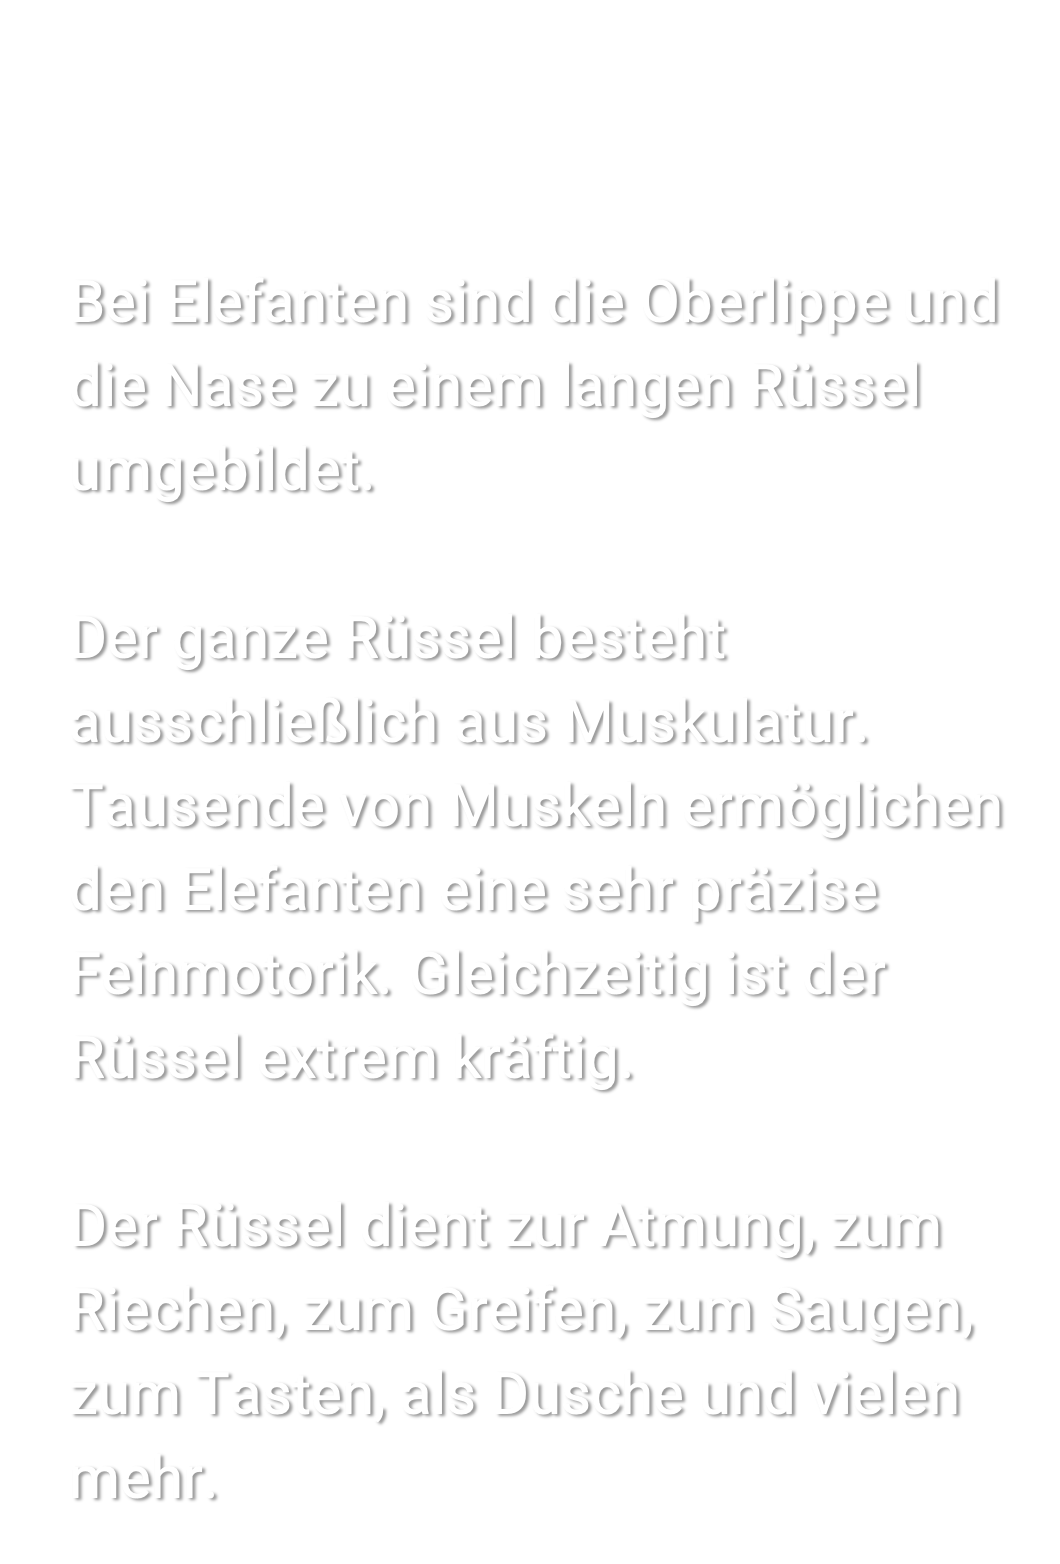 Bei Elefanten sind die Oberlippe und
die Nase zu einem langen Rüssel
umgebildet.
Der ganze Rüssel besteht
ausschließlich aus Muskulatur.
Tausende von Muskeln ermöglichen
den Elefanten eine sehr präzise
Feinmotorik. Gleichzeitig ist der
Rüssel extrem kräftig.
Der Rüssel dient zur Atmung, zum
Riechen, zum Greifen, zum Saugen,
zum Tasten, als Dusche und vielen
mehr.